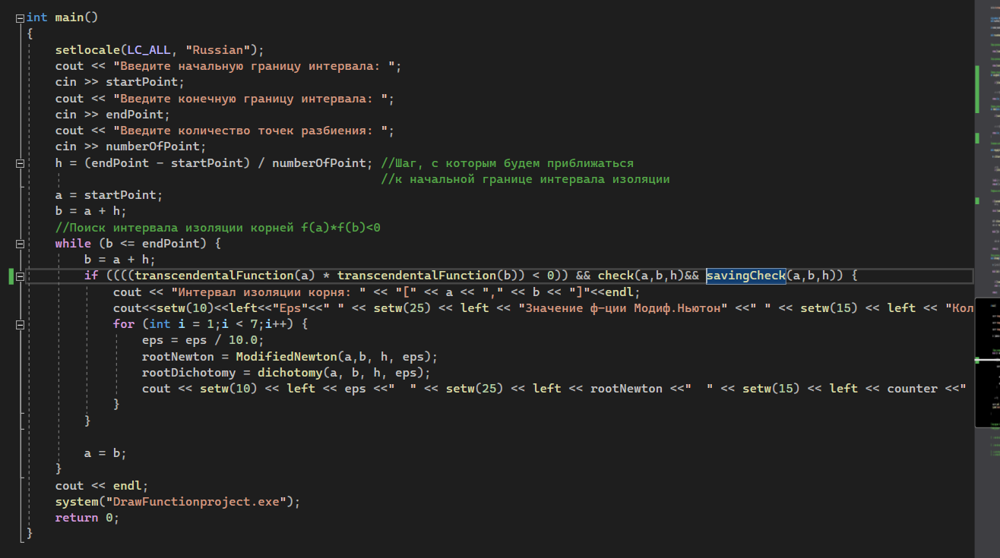 int main()
{
setlocale(LC_ALL, "Russian");
cout << "Введите начальную границу интервала: ";
cin >> startPoint;
cout << "Введите конечную границу интервала: ";
cin >> endPoint;
cout << "Введите количество точек разбиения: ";
cin >> numberOfPoint;
h = (endPoint - startPoint) / numberOfPoint; //Шаг, с которым будем приближаться
//к начальной границе интервала изоляции
a = startPoint;
b = a + h;
//Поиск интервала изоляции корней f(a)*f(b)<0
while (b <= endPoint) {
b = a + h;
if ((((transcendentalFunction(a) * transcendentalFunction(b)) < 0)) && check(a,b,h)&& savingCheck(a,b,h)) {
cout << "Интервал изоляции корня: " << "[" << a << "," << b << "]"<<endl;
cout<<setw(10)<<left<<"Eps"<<" " << setw(25) << left << "Значение ф-ции Модиф.Ньютон" <<" " << setw(15) << left << "Кол
for (int i = 1;i < 7;i++) {
eps = eps / 10.0;
rootNewton = ModifiedNewton(a,b, h, eps);
rootDichotomy = dichotomy(a, b, h, eps);
cout << setw(10) << left << eps <<"  " << setw(25) << left << rootNewton <<"  " << setw(15) << left << counter <<"
}
}
a = b;
}
cout << endl;
system("DrawFunctionproject.exe");
return 0;
}